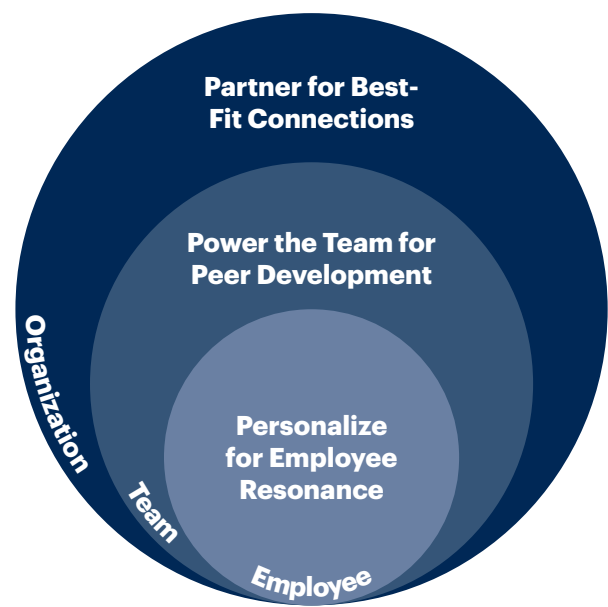 Partner for Best-
Fit Connections
Power the Team for
Peer Development
Organization
Personalize
for Employee
Resonance
Team
Employee